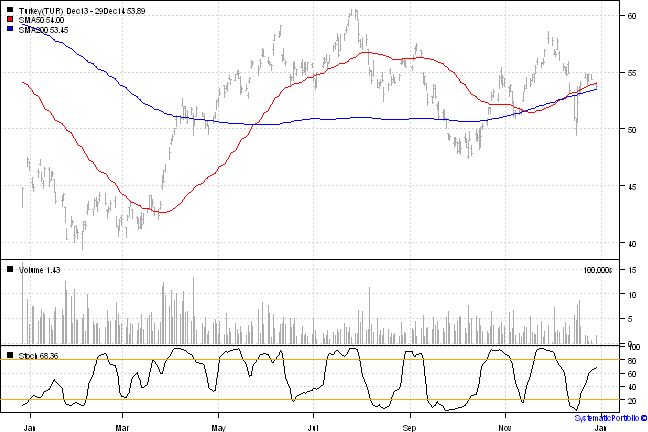 Turkey(TUR) Dec13 - 29Dec14 53.89
SMA50 54.00
SMA200 53.45
60
55
50
45
40
Volume 1.43
100,000s
15
10
5
0
Stoch 68.36
100
80
60
40
20
Jan Mar May Jul Sep Nov Jan
SystematicPortfolio ©